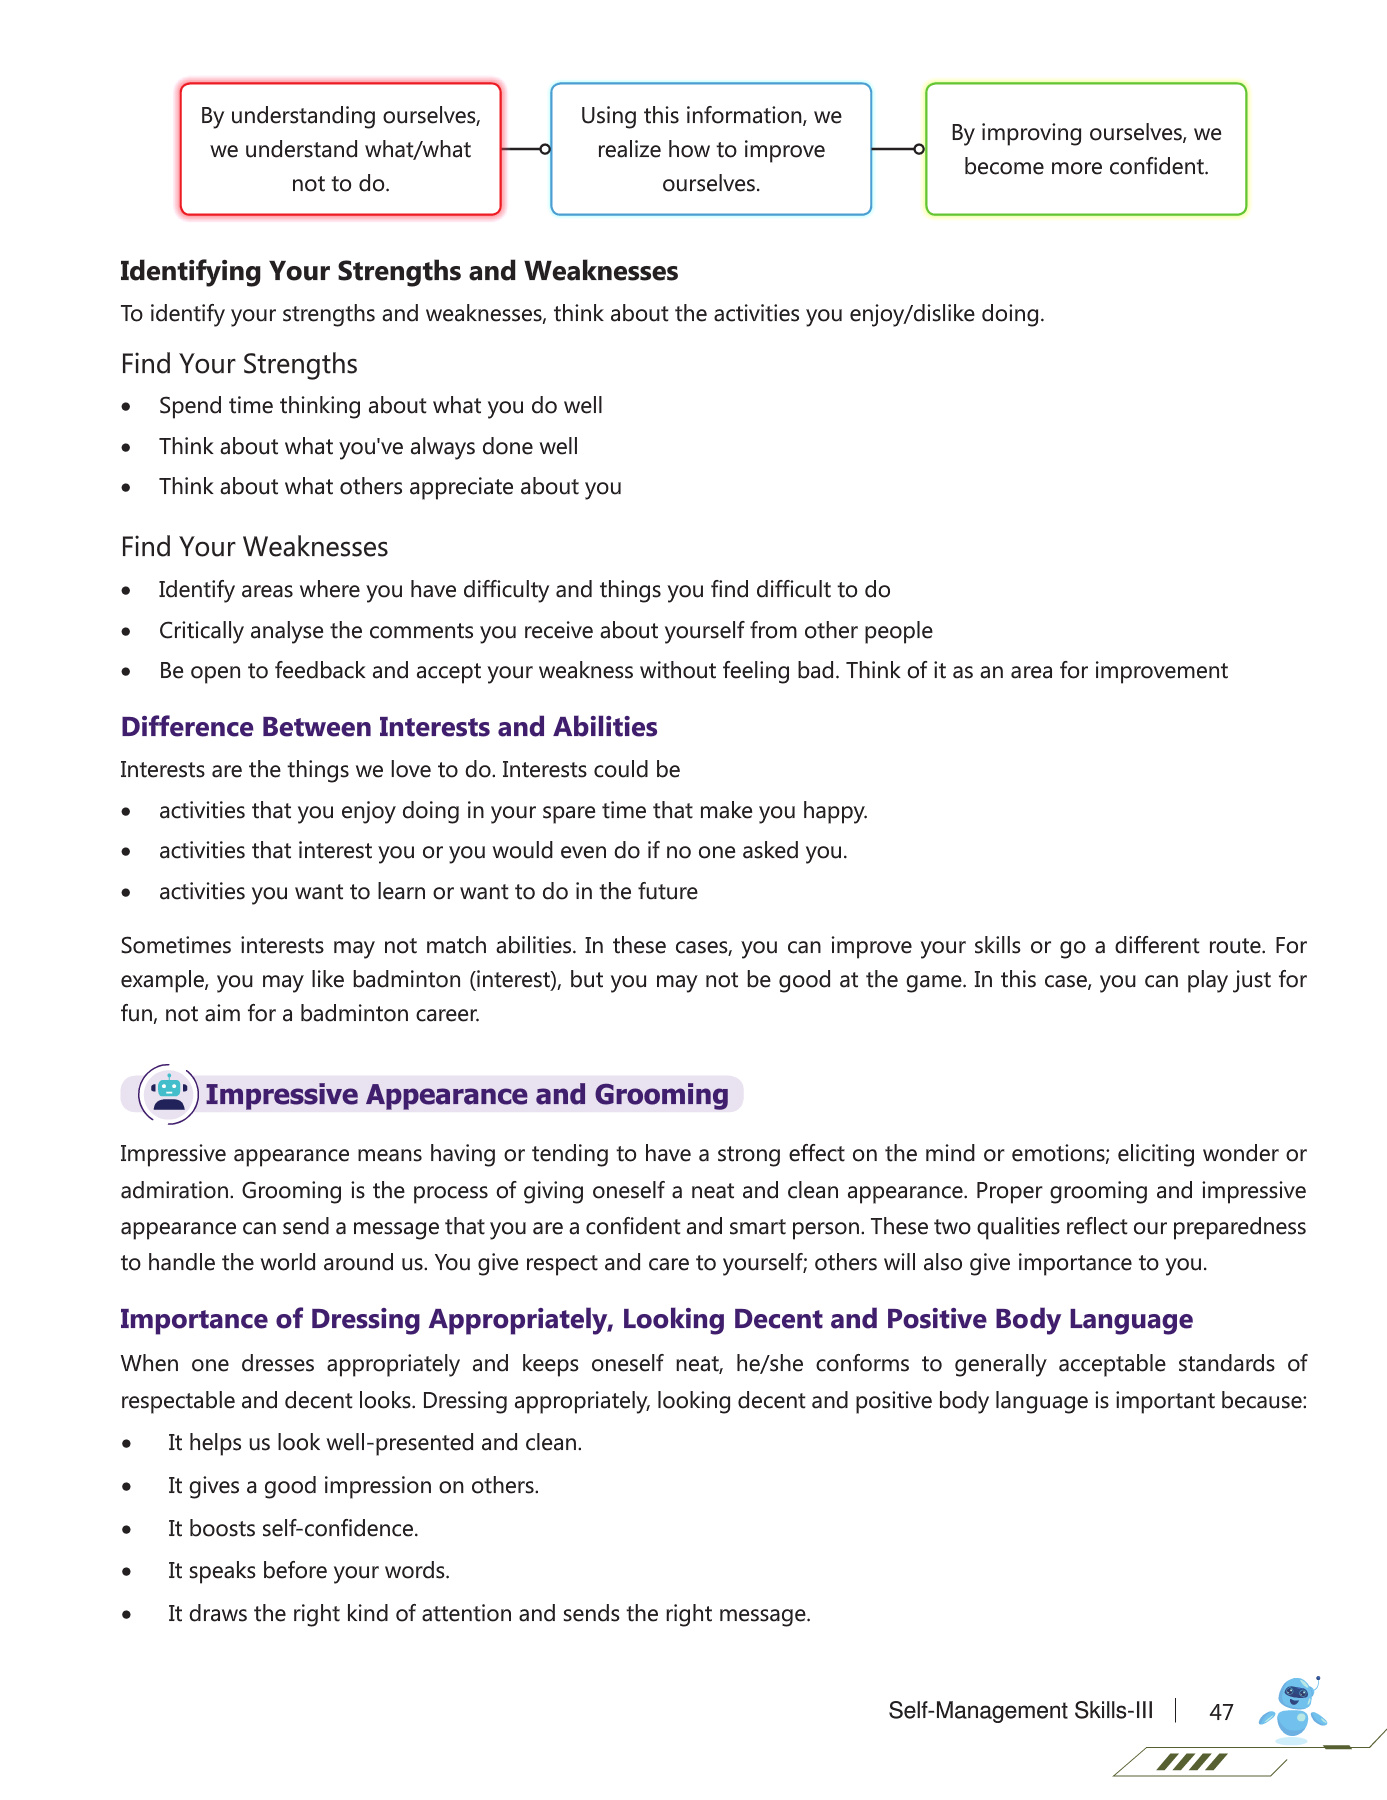 By understanding ourselves,
we understand what/what
not to do.
Using this information, we
realize how to improve
ourselves.
By improving ourselves, we
become more confident.
Identifying Your Strengths and Weaknesses
To identify your strengths and weaknesses, think about the activities you enjoy/dislike doing.
Find Your Strengths
• Spend time thinking about what you do well
• Think about what you've always done well
• Think about what others appreciate about you
Find Your Weaknesses
• Identify areas where you have difficulty and things you find difficult to do
• Critically analyse the comments you receive about yourself from other people
• Be open to feedback and accept your weakness without feeling bad. Think of it as an area for improvement
Difference Between Interests and Abilities
Interests are the things we love to do. Interests could be
• activities that you enjoy doing in your spare time that make you happy.
• activities that interest you or you would even do if no one asked you.
• activities you want to learn or want to do in the future
Sometimes interests may not match abilities. In these cases, you can improve your skills or go a different route. For
example, you may like badminton (interest), but you may not be good at the game. In this case, you can play just for
fun, not aim for a badminton career.
Impressive Appearance and Grooming
Impressive appearance means having or tending to have a strong effect on the mind or emotions; eliciting wonder or
admiration. Grooming is the process of giving oneself a neat and clean appearance. Proper grooming and impressive
appearance can send a message that you are a confident and smart person. These two qualities reflect our preparedness
to handle the world around us. You give respect and care to yourself; others will also give importance to you.
Importance of Dressing Appropriately, Looking Decent and Positive Body Language
When one dresses appropriately and keeps oneself neat, he/she conforms to generally acceptable standards of
respectable and decent looks. Dressing appropriately, looking decent and positive body language is important because:
• It helps us look well-presented and clean.
• It gives a good impression on others.
• It boosts self-confidence.
• It speaks before your words.
• It draws the right kind of attention and sends the right message.
Self-Management Skills-III 47